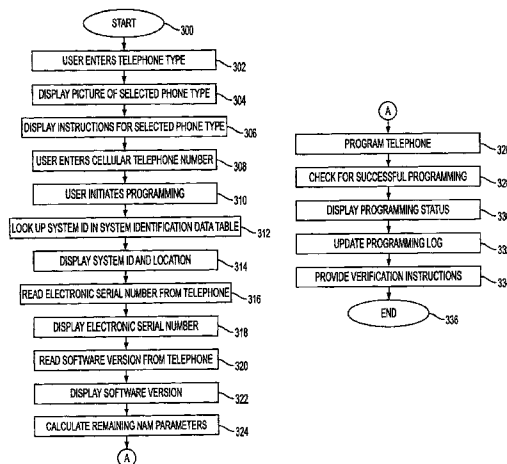 START
300
USER ENTERS TELEPHONE TYPE
302
DISPLAY PICTURE OF SELECTED PHONE TYPE
304
DISPLAY INSTRUCTIONS FOR SELECTED PHONE TYPE
306
USER ENTERS CELLULAR TELEPHONE NUMBER
308
USER INITIATES PROGRAMMING
310
LOOK UP SYSTEM ID IN SYSTEM IDENTIFICATION DATA TABLE
312
DISPLAY SYSTEM ID AND LOCATION
314
READ ELECTRONIC SERIAL NUMBER FROM TELEPHONE
316
DISPLAY ELECTRONIC SERIAL NUMBER
318
READ SOFTWARE VERSION FROM TELEPHONE
320
DISPLAY SOFTWARE VERSION
322
CALCULATE REMAINING NAM PARAMETERS
324
A
A
PROGRAM TELEPHONE
CHECK FOR SUCCESSFUL PROGRAMMING
DISPLAY PROGRAMMING STATUS
UPDATE PROGRAMMING LOG
PROVIDE VERIFICATION INSTRUCTIONS
END
336